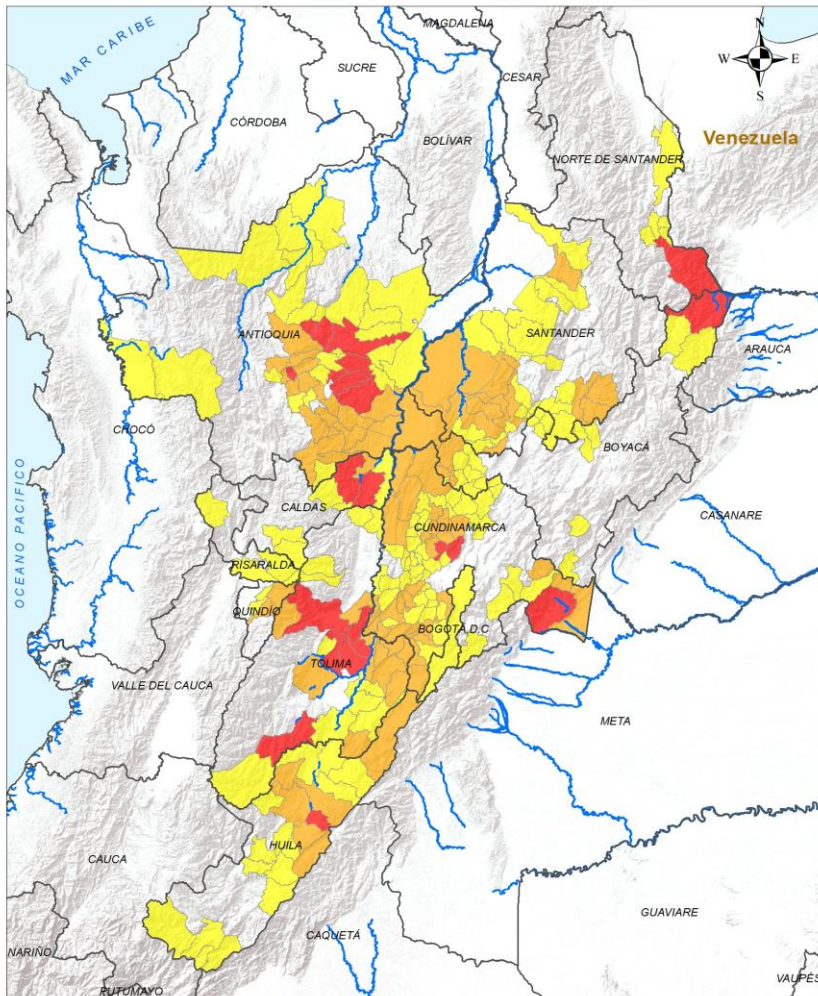 MAGDALENA
N
W E
S
MAR CARIBE
SUCRE
CESAR
CÓRDOBA
BOLÍVAR
Venezuela
NORTE DE SANTANDER
ANTIOQUIA
SANTANDER
ARAUCA
CHOCÓ
BOYACÁ
OCEANO PACIFICO
CALDAS
CUNDINAMARCA
CASANARE
RISARALDA
QUINDÍO
BOGOTÁ D.C
TOLIMA
VALLE DEL CAUCA
META
HUILA
CAUCA
GUAVIARE
CAQUETÁ
NARIÑO
PUTUMAYO
VAUPÉS